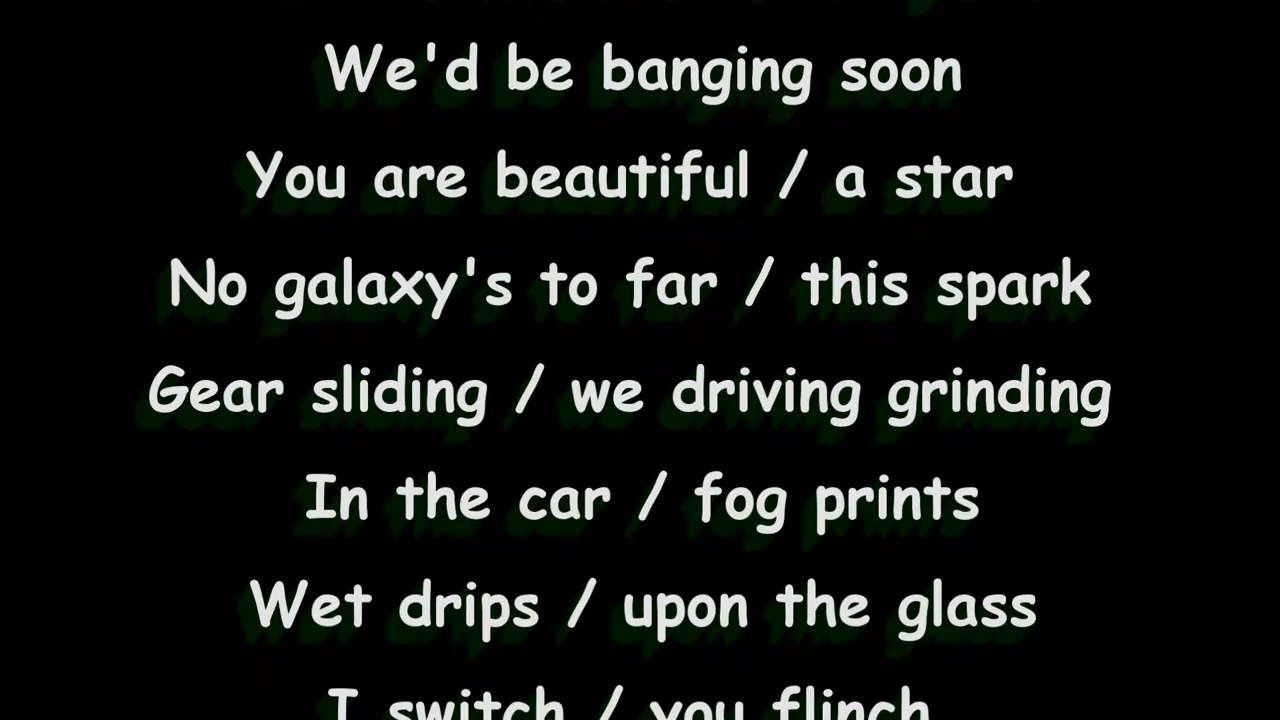 We'd be banging soon
You are beautiful / a star
No galaxy's to far / this spark
Gear sliding / we driving grinding
In the car / fog prints
Wet drips / upon the glass
I switch / you flinch